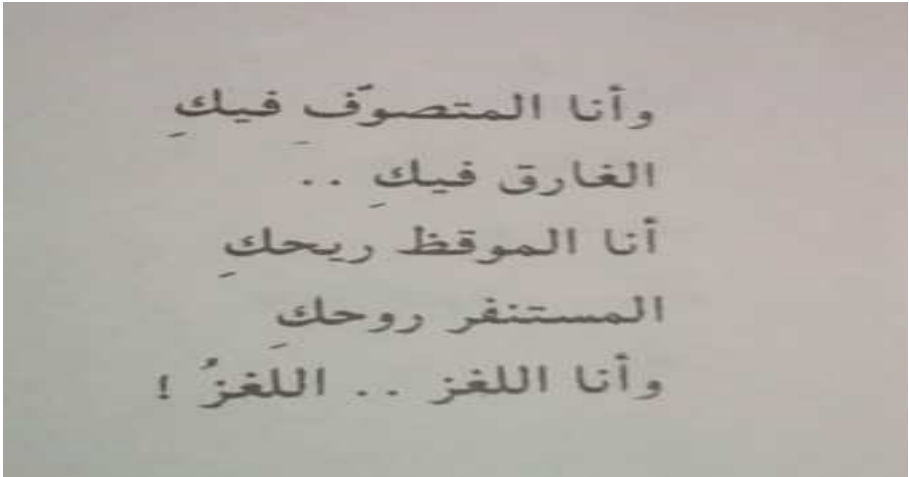 وأنا المتصوِّف فيكِ
الغارق فيكِ ..
أنا الموقظ ريحكِ
المستنفر روحكِ
وأنا اللغز .. اللغزُ !